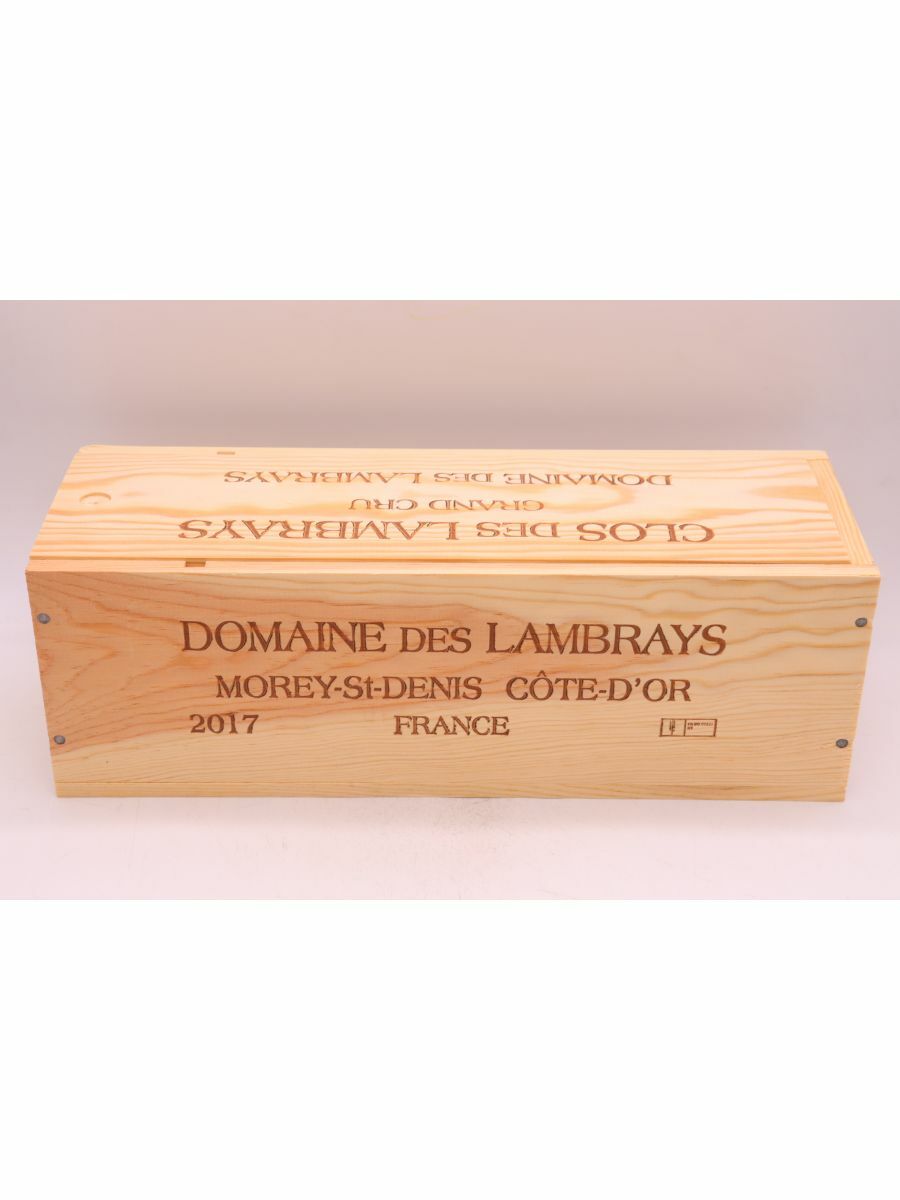 DOMAINE DES LAMBRAYS
GRAND CRU
CLOS DES LAMBRAYS
DOMAINE DES LAMBRAYS
MOREY-St-DENIS CÔTE-D'OR
2017 FRANCE